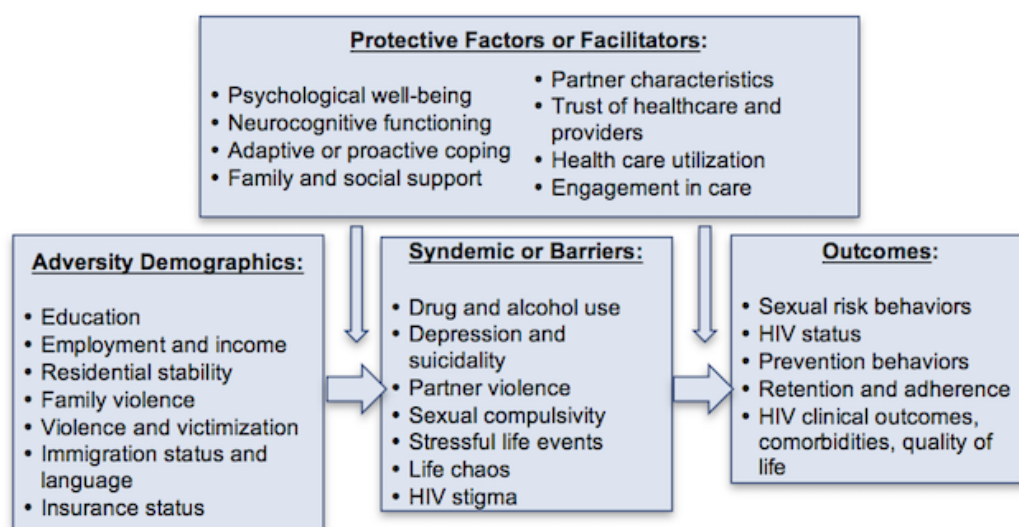 Protective Factors or Facilitators:
• Psychological well-being
• Neurocognitive functioning
• Adaptive or proactive coping
• Family and social support
• Partner characteristics
• Trust of healthcare and
providers
• Health care utilization
• Engagement in care
Adversity Demographics:
• Education
• Employment and income
• Residential stability
• Family violence
• Violence and victimization
• Immigration status and
language
• Insurance status
Syndemic or Barriers:
• Drug and alcohol use
• Depression and
suicidality
• Partner violence
• Sexual compulsivity
• Stressful life events
• Life chaos
• HIV stigma
Outcomes:
• Sexual risk behaviors
• HIV status
• Prevention behaviors
• Retention and adherence
• HIV clinical outcomes,
comorbidities, quality of
life